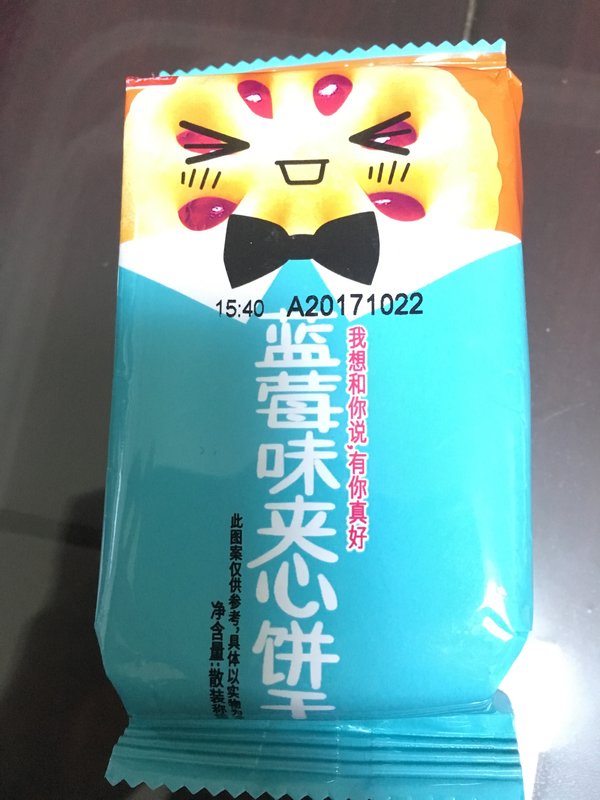 15:40 A20171022
我想和你说,有你真好
蓝莓味夹心饼干
此图案仅供参考,具体以实物为
净含量:散装称